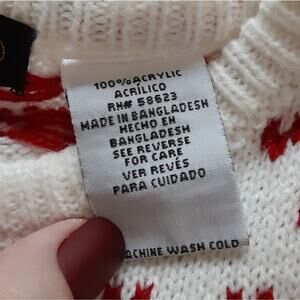 100% ACRYLIC
ACRÍLICO
RN# 58623
MADE IN BANGLADESH
HECHO EN
BANGLADESH
SEE REVERSE
FOR CARE
VER REVÉS
PARA CUIDADO
MACHINE WASH COLD